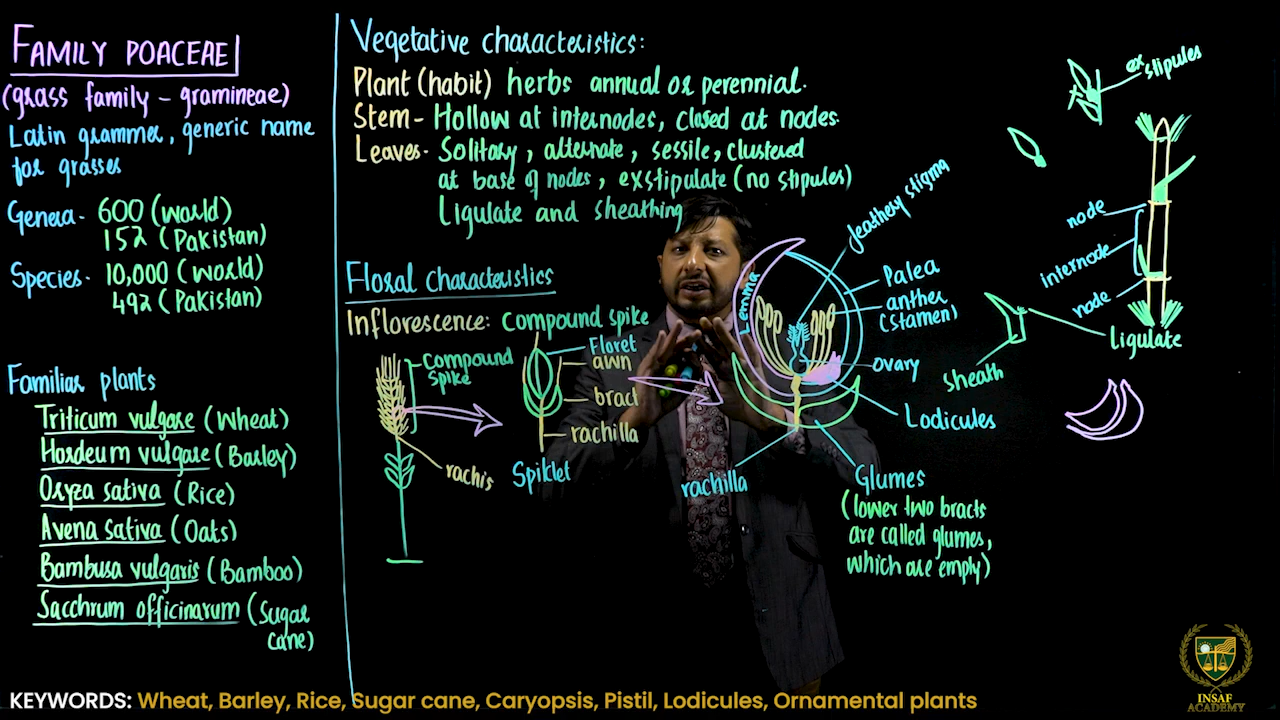 FAMILY POACEAE
(grass family - gramineae)
Latin grammer, generic name
for grasses
Genera - 600 (world)
152 (Pakistan)
Species - 10,000 (world)
492 (Pakistan)
Familiar plants
Triticum vulgare (Wheat)
Hordeum vulgare (Barley)
Oryza sativa (Rice)
Avena sativa (Oats)
Bambusa vulgaris (Bamboo)
Sacchrum officinarum (Sugar
cane)
Vegetative characteristics:
Plant (habit) herbs annual or perennial.
Stem - Hollow at internodes, closed at nodes
Leaves - Solitary, alternate, sessile, clustered
at base of nodes, exstipulate (no stipules)
Ligulate and sheathing
Floral characteristics
Inflorescence: compound spike
Compound
Spike
rachis
Floret
awn
bract
rachilla
Spiklet
feathery stigma
Lemma
Palea
anther
(stamen)
ovary
Lodicules
rachilla
Glumes
(lower two bracts
are called glumes,
which are emply)
ex stipules
node
internode
node
Ligulate
sheath
KEYWORDS: Wheat, Barley, Rice, Sugar cane, Caryopsis, Pistil, Lodicules, Ornamental plants
INSAF
ACADEMY